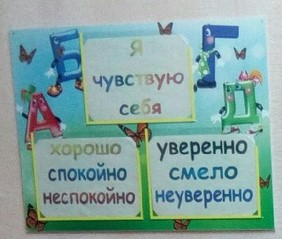 Б
Г
Я
чувствую
себя
А
Д
хорошо
спокойно
неспокойно
уверенно
смело
неуверенно